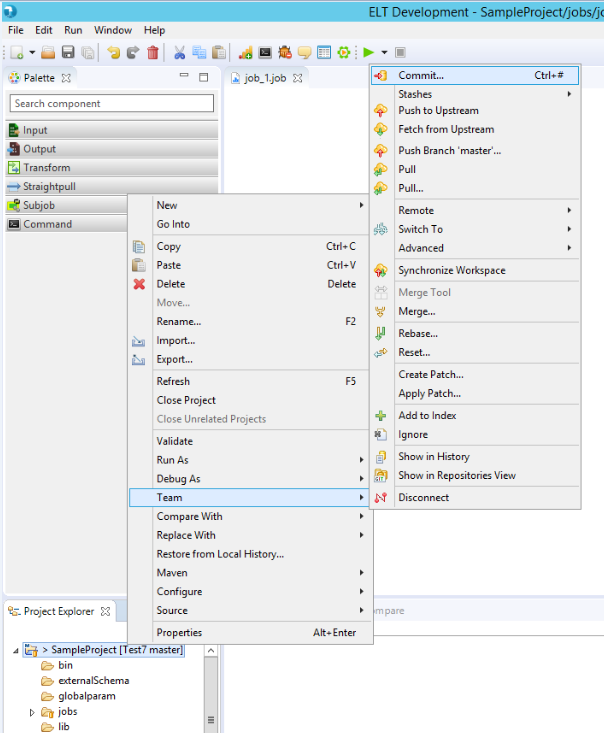 ELT Development - SampleProject/jobs/jo
File Edit Run Window Help
Palette
job_1.job
Search component
Input
Output
Transform
Straightpull
Subjob
Command
New
Go Into
Copy Ctrl+C
Paste Ctrl+V
Delete Delete
Move...
Rename... F2
Import...
Export...
Refresh F5
Close Project
Close Unrelated Projects
Validate
Run As
Debug As
Team
Compare With
Replace With
Restore from Local History...
Maven
Configure
Source
Properties Alt+Enter
Commit... Ctrl+#
Stashes
Push to Upstream
Fetch from Upstream
Push Branch 'master'...
Pull
Pull...
Remote
Switch To
Advanced
Synchronize Workspace
Merge Tool
Merge...
Rebase...
Reset...
Create Patch...
Apply Patch...
Add to Index
Ignore
Show in History
Show in Repositories View
Disconnect
Project Explorer
ompare
> SampleProject [Test7 master]
bin
externalSchema
globalparam
jobs
lib